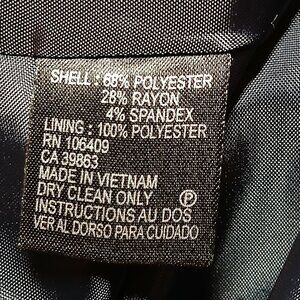 SHELL : 68% POLYESTER
28% RAYON
4% SPANDEX
LINING : 100% POLYESTER
RN 106409
CA 39863
MADE IN VIETNAM
DRY CLEAN ONLY Ⓟ
INSTRUCTIONS AU DOS
VER AL DORSO PARA CUIDADO